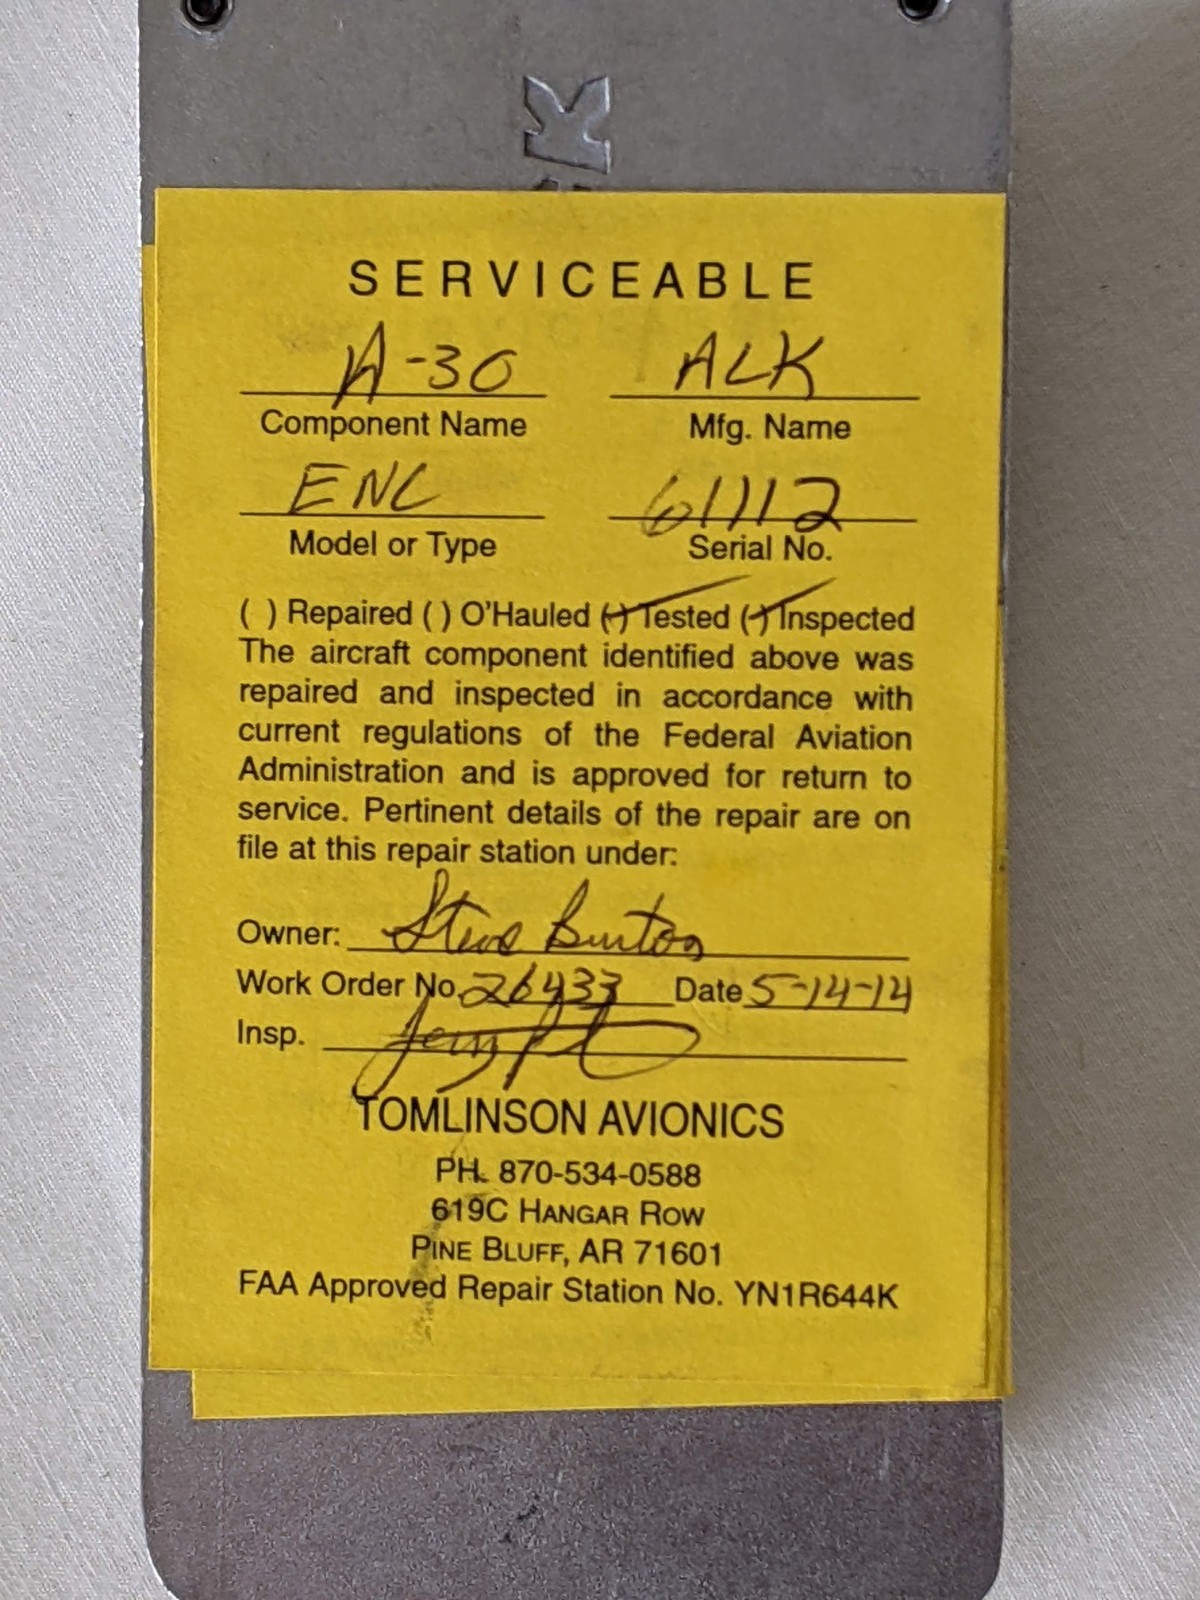 K
SERVICEABLE
A-30 ALK
Component Name Mfg. Name
ENC 61112
Model or Type Serial No.
( ) Repaired ( ) O'Hauled ( ) Tested ( ) Inspected
The aircraft component identified above was
repaired and inspected in accordance with
current regulations of the Federal Aviation
Administration and is approved for return to
service. Pertinent details of the repair are on
file at this repair station under:
Owner: Steve Burton
Work Order No. 26433 Date 5-14-14
Insp. Jerry
TOMLINSON AVIONICS
PH. 870-534-0588
619C HANGAR ROW
PINE BLUFF, AR 71601
FAA Approved Repair Station No. YN1R644K